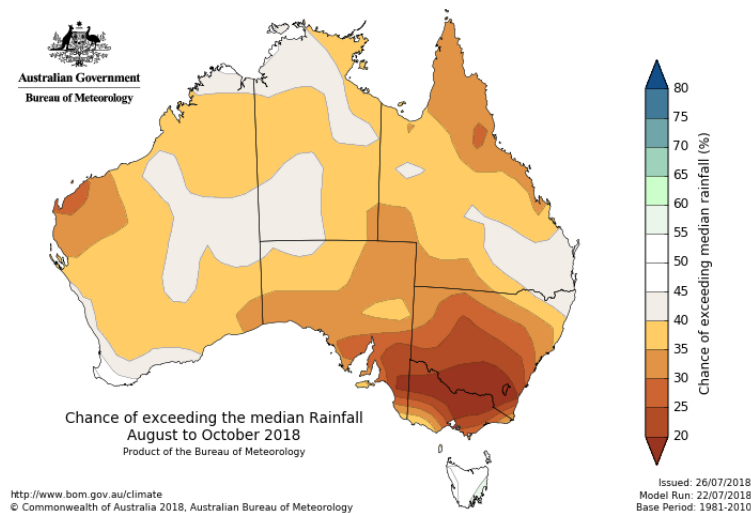 Australian Government
Bureau of Meteorology
80
75
70
65
60
55
50
45
40
35
30
25
20
Chance of exceeding median rainfall (%)
Chance of exceeding the median Rainfall
August to October 2018
Product of the Bureau of Meteorology
http://www.bom.gov.au/climate
© Commonwealth of Australia 2018, Australian Bureau of Meteorology
Issued: 26/07/2018
Model Run: 22/07/2018
Base Period: 1981-2010